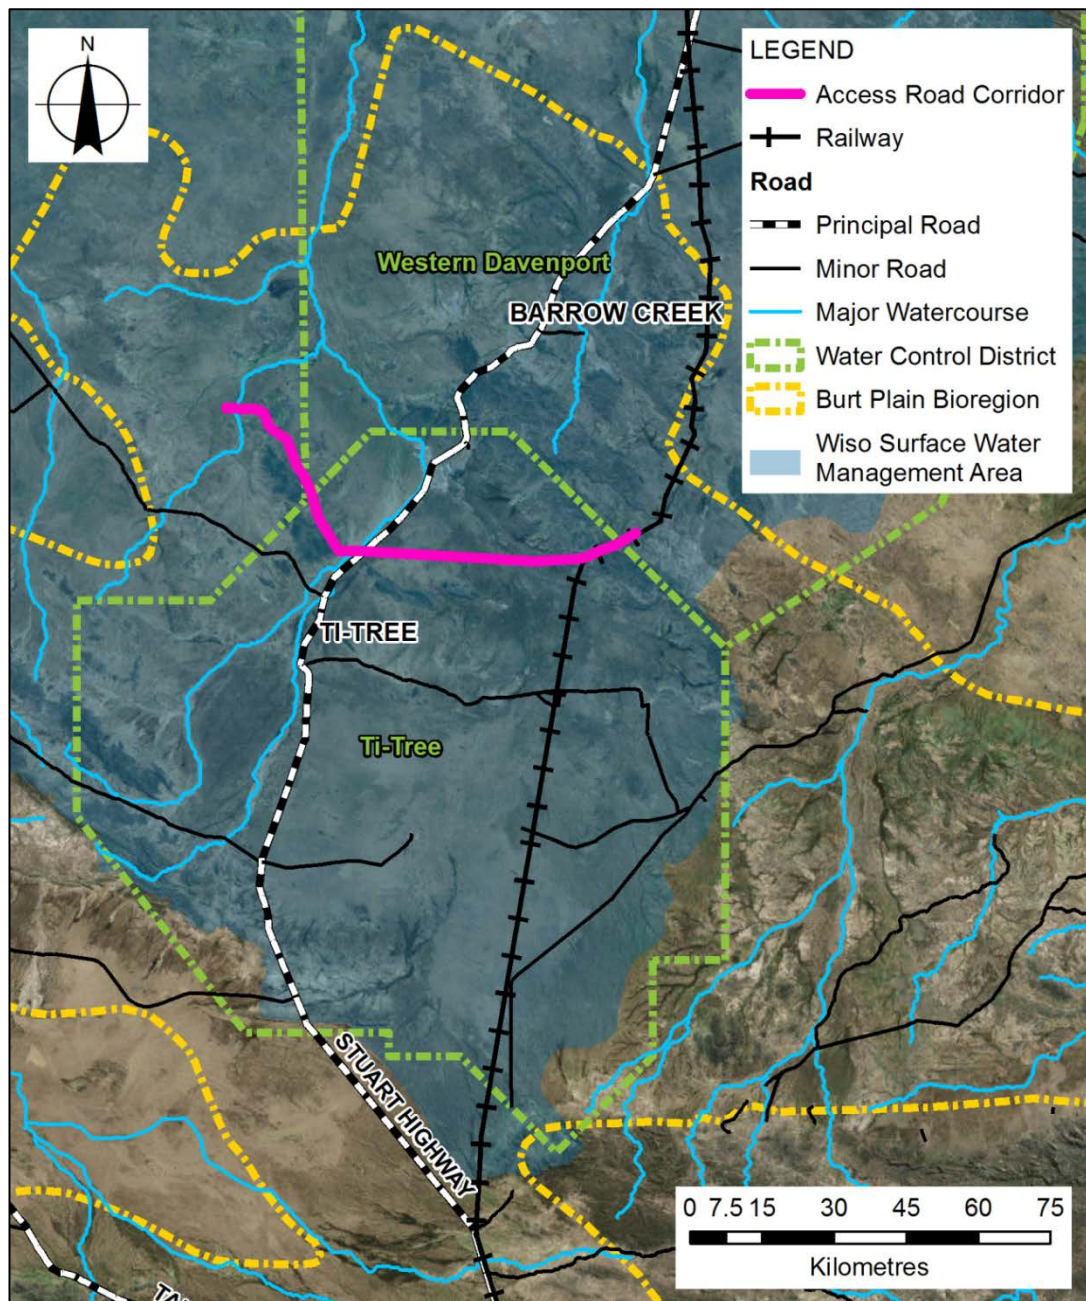 N
LEGEND
Access Road Corridor
Railway
Road
Principal Road
Minor Road
Major Watercourse
Water Control District
Burt Plain Bioregion
Wiso Surface Water
Management Area
Western Davenport
BARROW CREEK
TI-TREE
Ti-Tree
STUART HIGHWAY
0 7.5 15 30 45 60 75
Kilometres